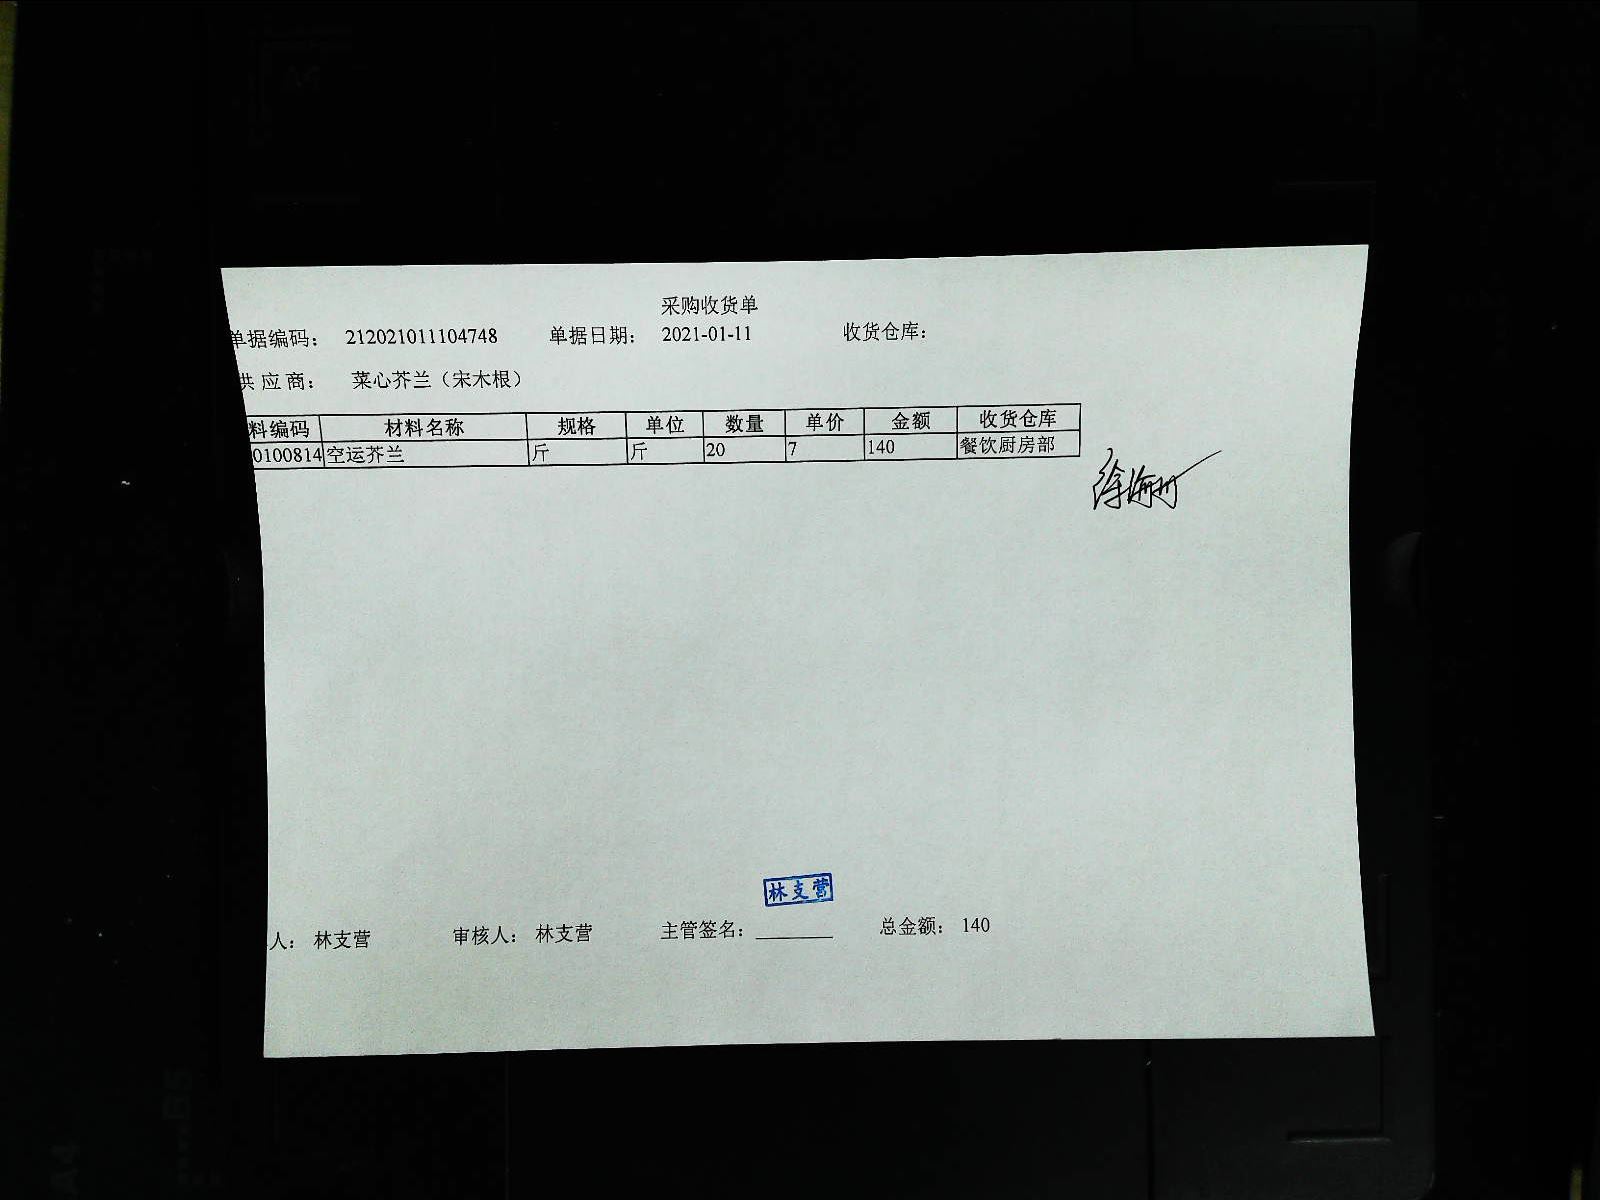 采购收货单
单据编码： 212021011104748 单据日期： 2021-01-11 收货仓库：
供应商： 菜心芥兰（宋木根）
料编码 材料名称 规格 单位 数量 单价 金额 收货仓库
0100814 空运芥兰 斤 斤 20 7 140 餐饮厨房部
林支营
人： 林支营 审核人： 林支营 主管签名： 总金额： 140